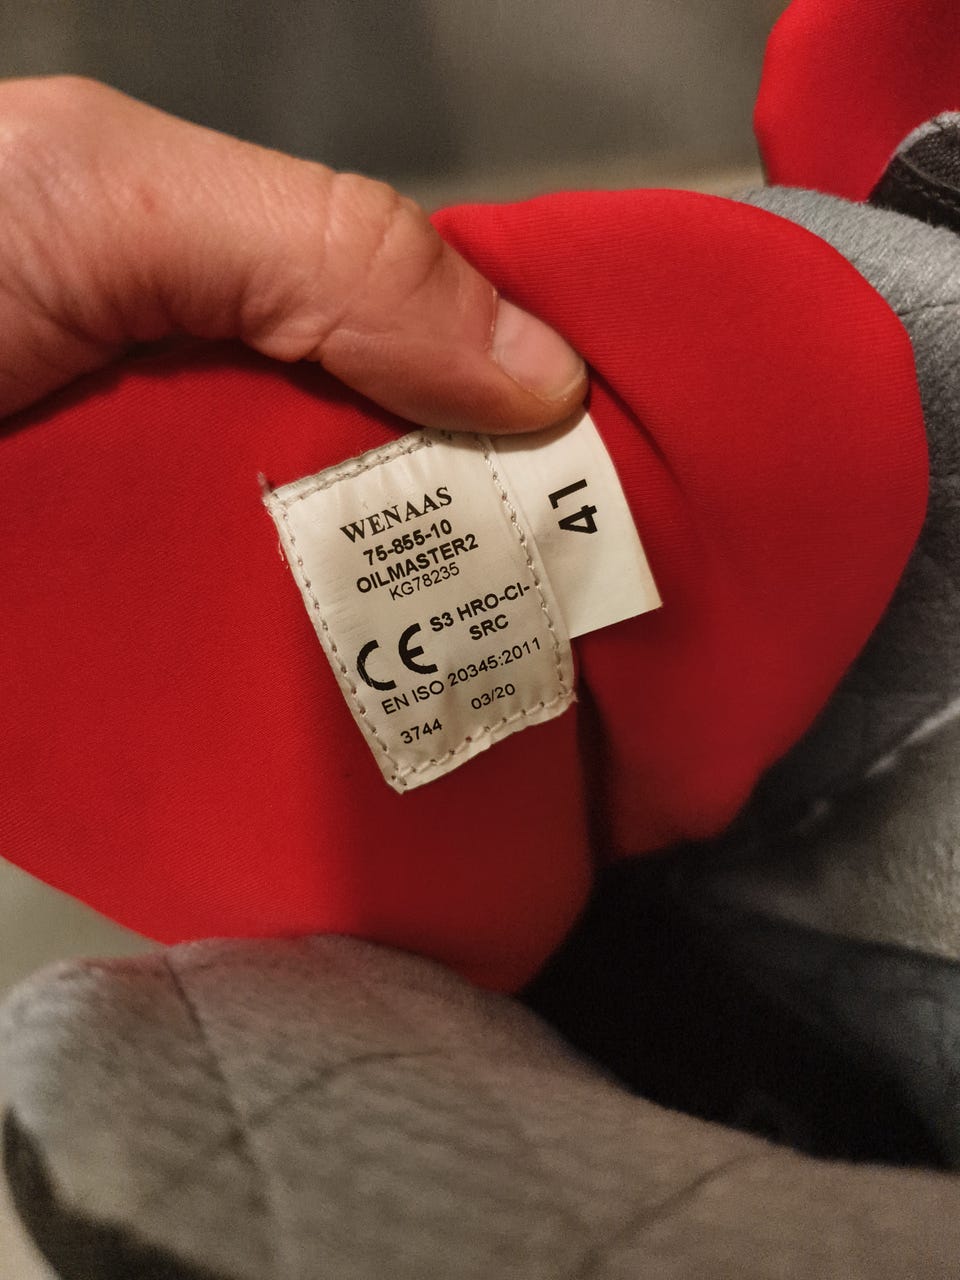 WENAAS
75-855-10
OILMASTER2
KG78235
CE S3 HRO-CI-
SRC
EN ISO 20345:2011
3744 03/20
41